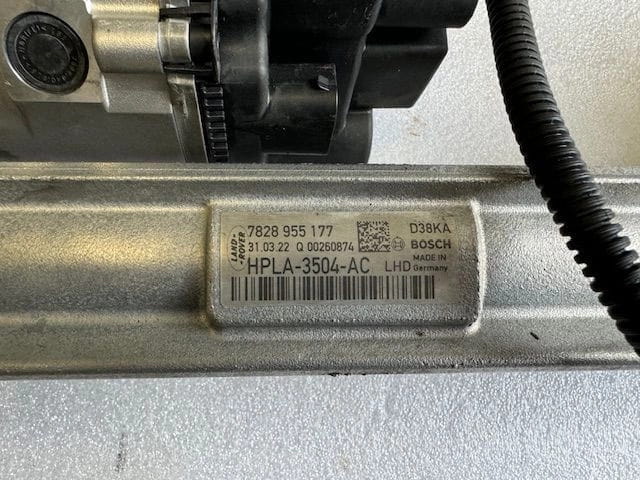 7828 955 177
D38KA
LAND-ROVER
31.03.22 Q 00260874
BOSCH
HPLA-3504-AC
LHD
MADE IN
Germany